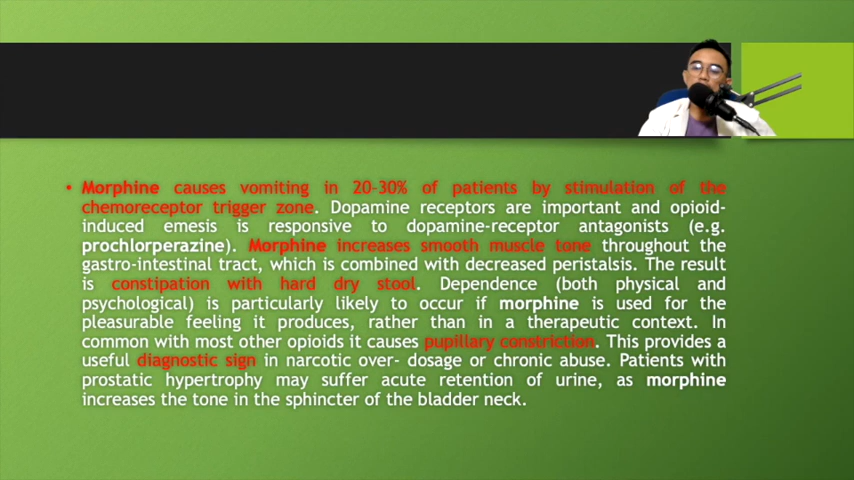 • Morphine causes vomiting in 20-30% of patients by stimulation of the
chemoreceptor trigger zone. Dopamine receptors are important and opioid-
induced emesis is responsive to dopamine-receptor antagonists (e.g.
prochlorperazine). Morphine increases smooth muscle tone throughout the
gastro-intestinal tract, which is combined with decreased peristalsis. The result
is constipation with hard dry stool. Dependence (both physical and
psychological) is particularly likely to occur if morphine is used for the
pleasurable feeling it produces, rather than in a therapeutic context. In
common with most other opioids it causes pupillary constriction. This provides a
useful diagnostic sign in narcotic over- dosage or chronic abuse. Patients with
prostatic hypertrophy may suffer acute retention of urine, as morphine
increases the tone in the sphincter of the bladder neck.